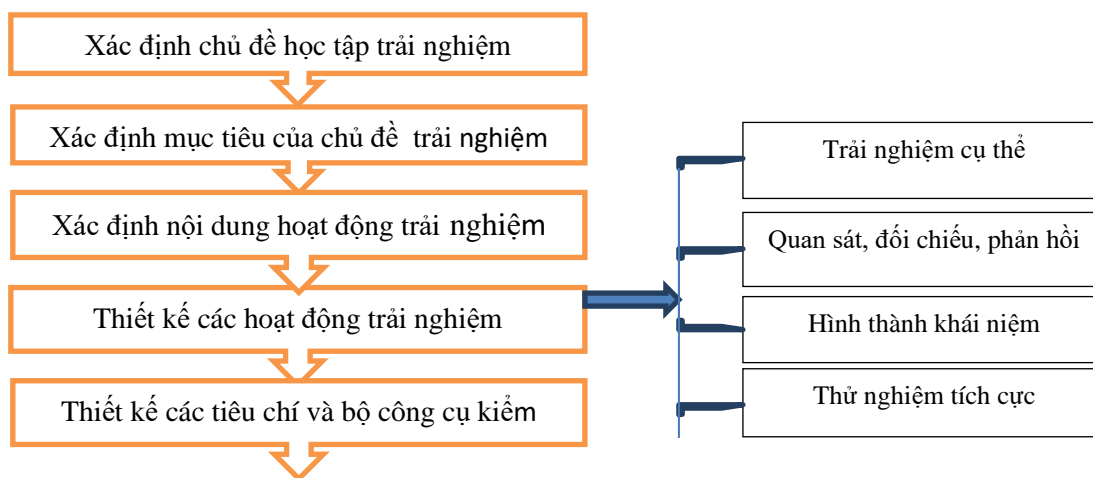 Xác định chủ đề học tập trải nghiệm
Xác định mục tiêu của chủ đề trải nghiệm
Xác định nội dung hoạt động trải nghiệm
Thiết kế các hoạt động trải nghiệm
Thiết kế các tiêu chí và bộ công cụ kiểm
Trải nghiệm cụ thể
Quan sát, đối chiếu, phản hồi
Hình thành khái niệm
Thử nghiệm tích cực